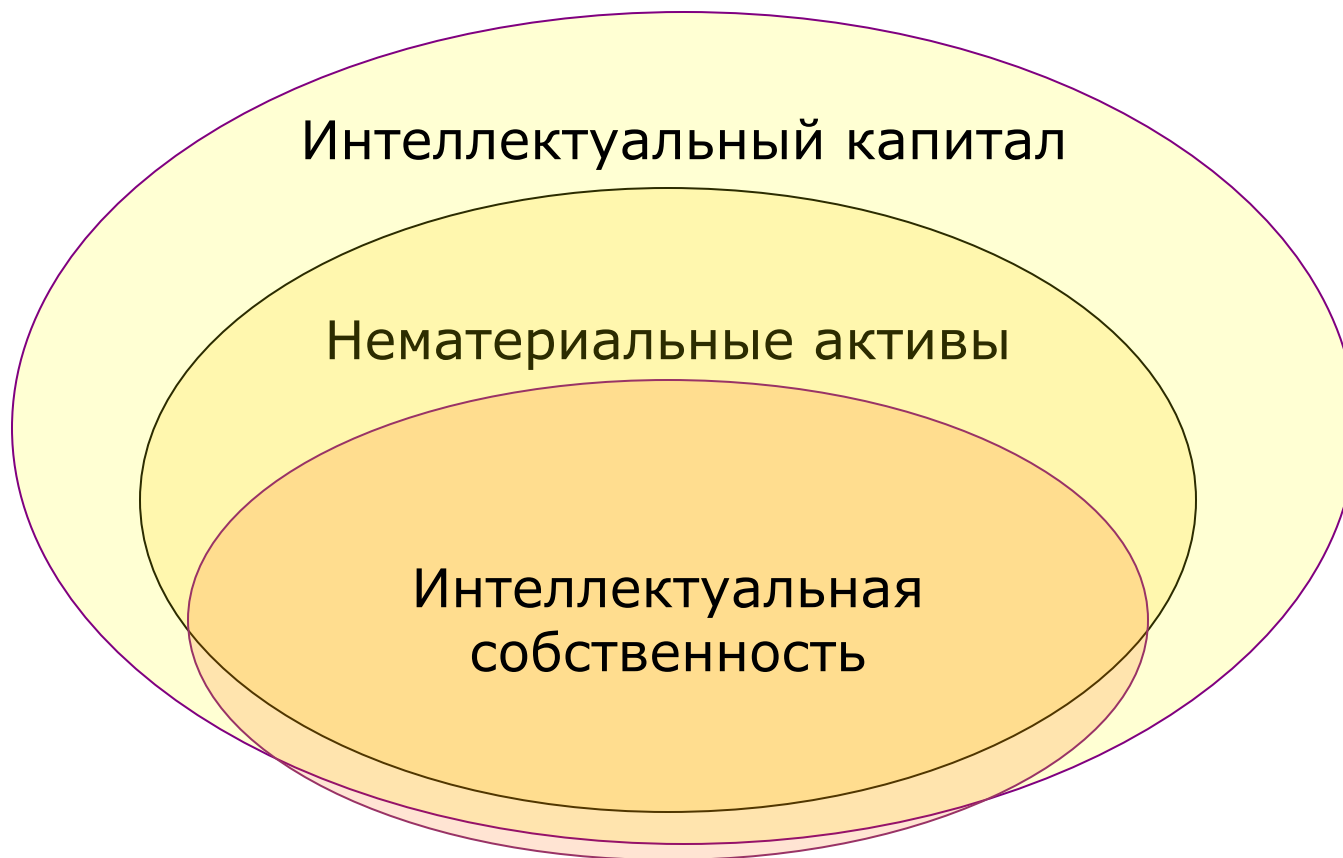 Интеллектуальный капитал
Нематериальные активы
Интеллектуальная
собственность